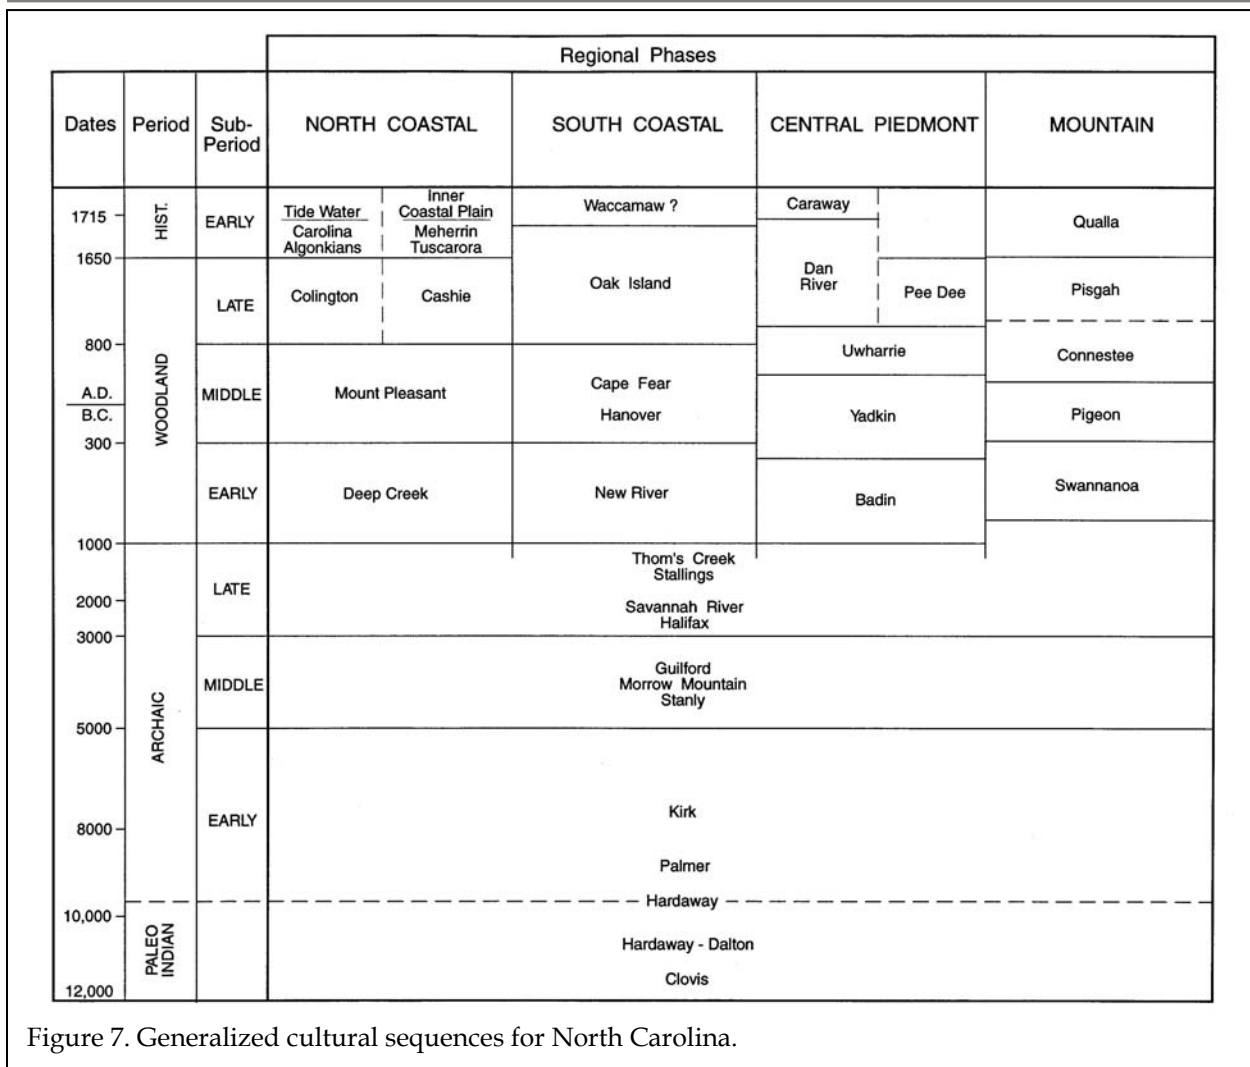 Regional Phases
Dates Period Sub-
Period NORTH COASTAL SOUTH COASTAL CENTRAL PIEDMONT MOUNTAIN
1715
HIST.
EARLY
Tide Water
Carolina
Algonkians
Inner
Coastal Plain
Meherrin
Tuscarora
Waccamaw ?
Caraway
Qualla
1650
WOODLAND
LATE
Colington
Cashie
Oak Island
Dan
River
Pee Dee
Pisgah
800
Uwharrie
Connestee
A.D.
B.C.
MIDDLE
Mount Pleasant
Cape Fear
Hanover
Yadkin
Pigeon
300
EARLY
Deep Creek
New River
Badin
Swannanoa
1000
ARCHAIC
LATE
Thom's Creek
Stallings
2000
Savannah River
Halifax
3000
MIDDLE
Guilford
Morrow Mountain
Stanly
5000
EARLY
Kirk
8000
Palmer
Hardaway
10,000
PALEO
INDIAN
Hardaway - Dalton
Clovis
12,000
Figure 7. Generalized cultural sequences for North Carolina.